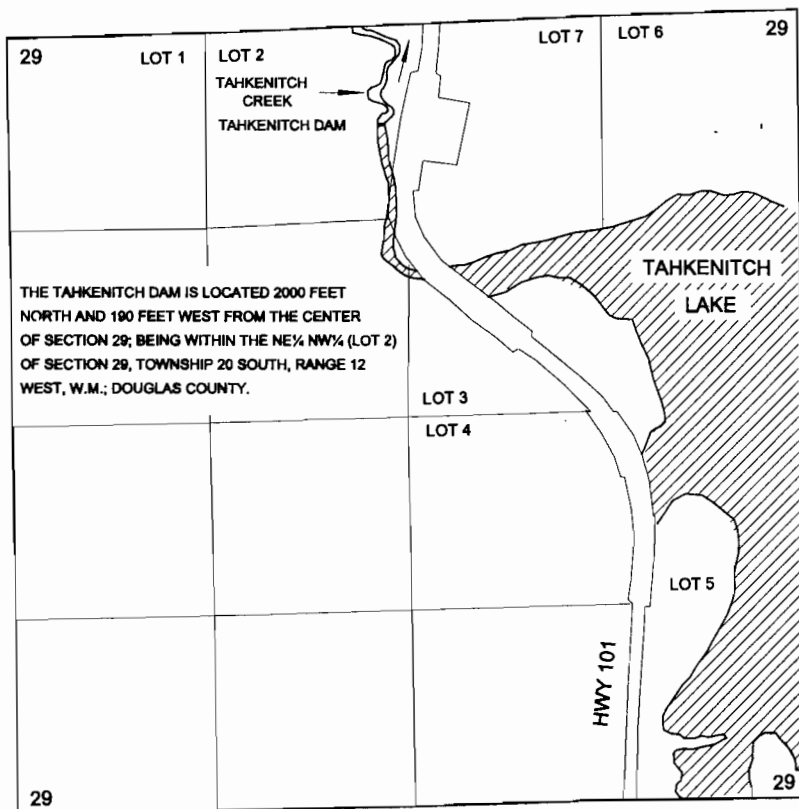 29
LOT 1
LOT 2
LOT 7
LOT 6
29
TAHKENITCH
CREEK
TAHKENITCH DAM
TAHKENITCH
LAKE
THE TAHKENITCH DAM IS LOCATED 2000 FEET
NORTH AND 190 FEET WEST FROM THE CENTER
OF SECTION 29; BEING WITHIN THE NE¼ NW¼ (LOT 2)
OF SECTION 29, TOWNSHIP 20 SOUTH, RANGE 12
WEST, W.M.; DOUGLAS COUNTY.
LOT 3
LOT 4
LOT 5
HWY 101
29
29